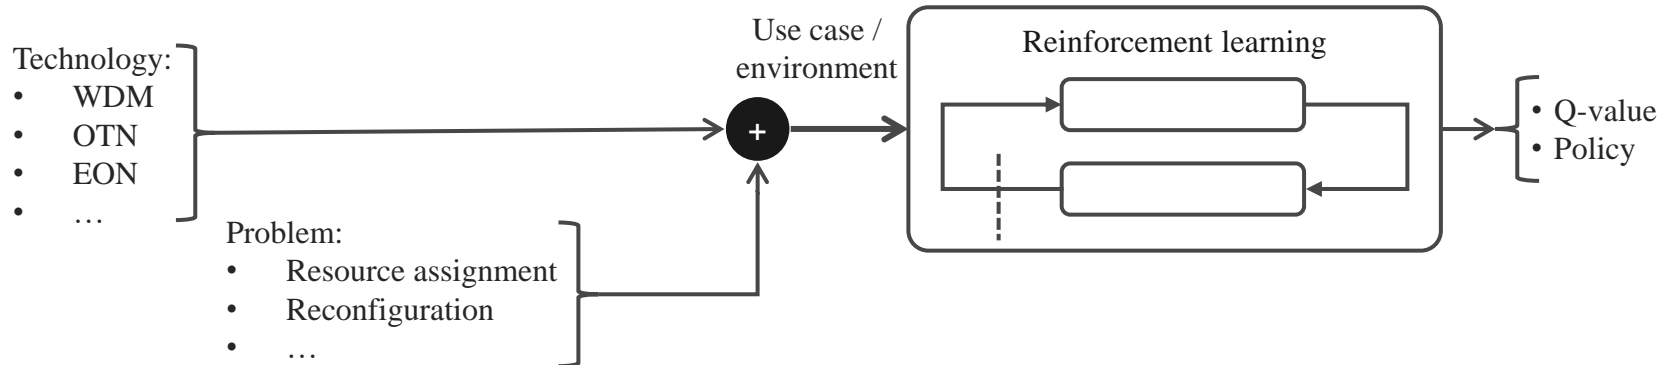 Technology:
• WDM
• OTN
• EON
• …
Problem:
• Resource assignment
• Reconfiguration
• …
Use case /
environment
+
Reinforcement learning
• Q-value
• Policy